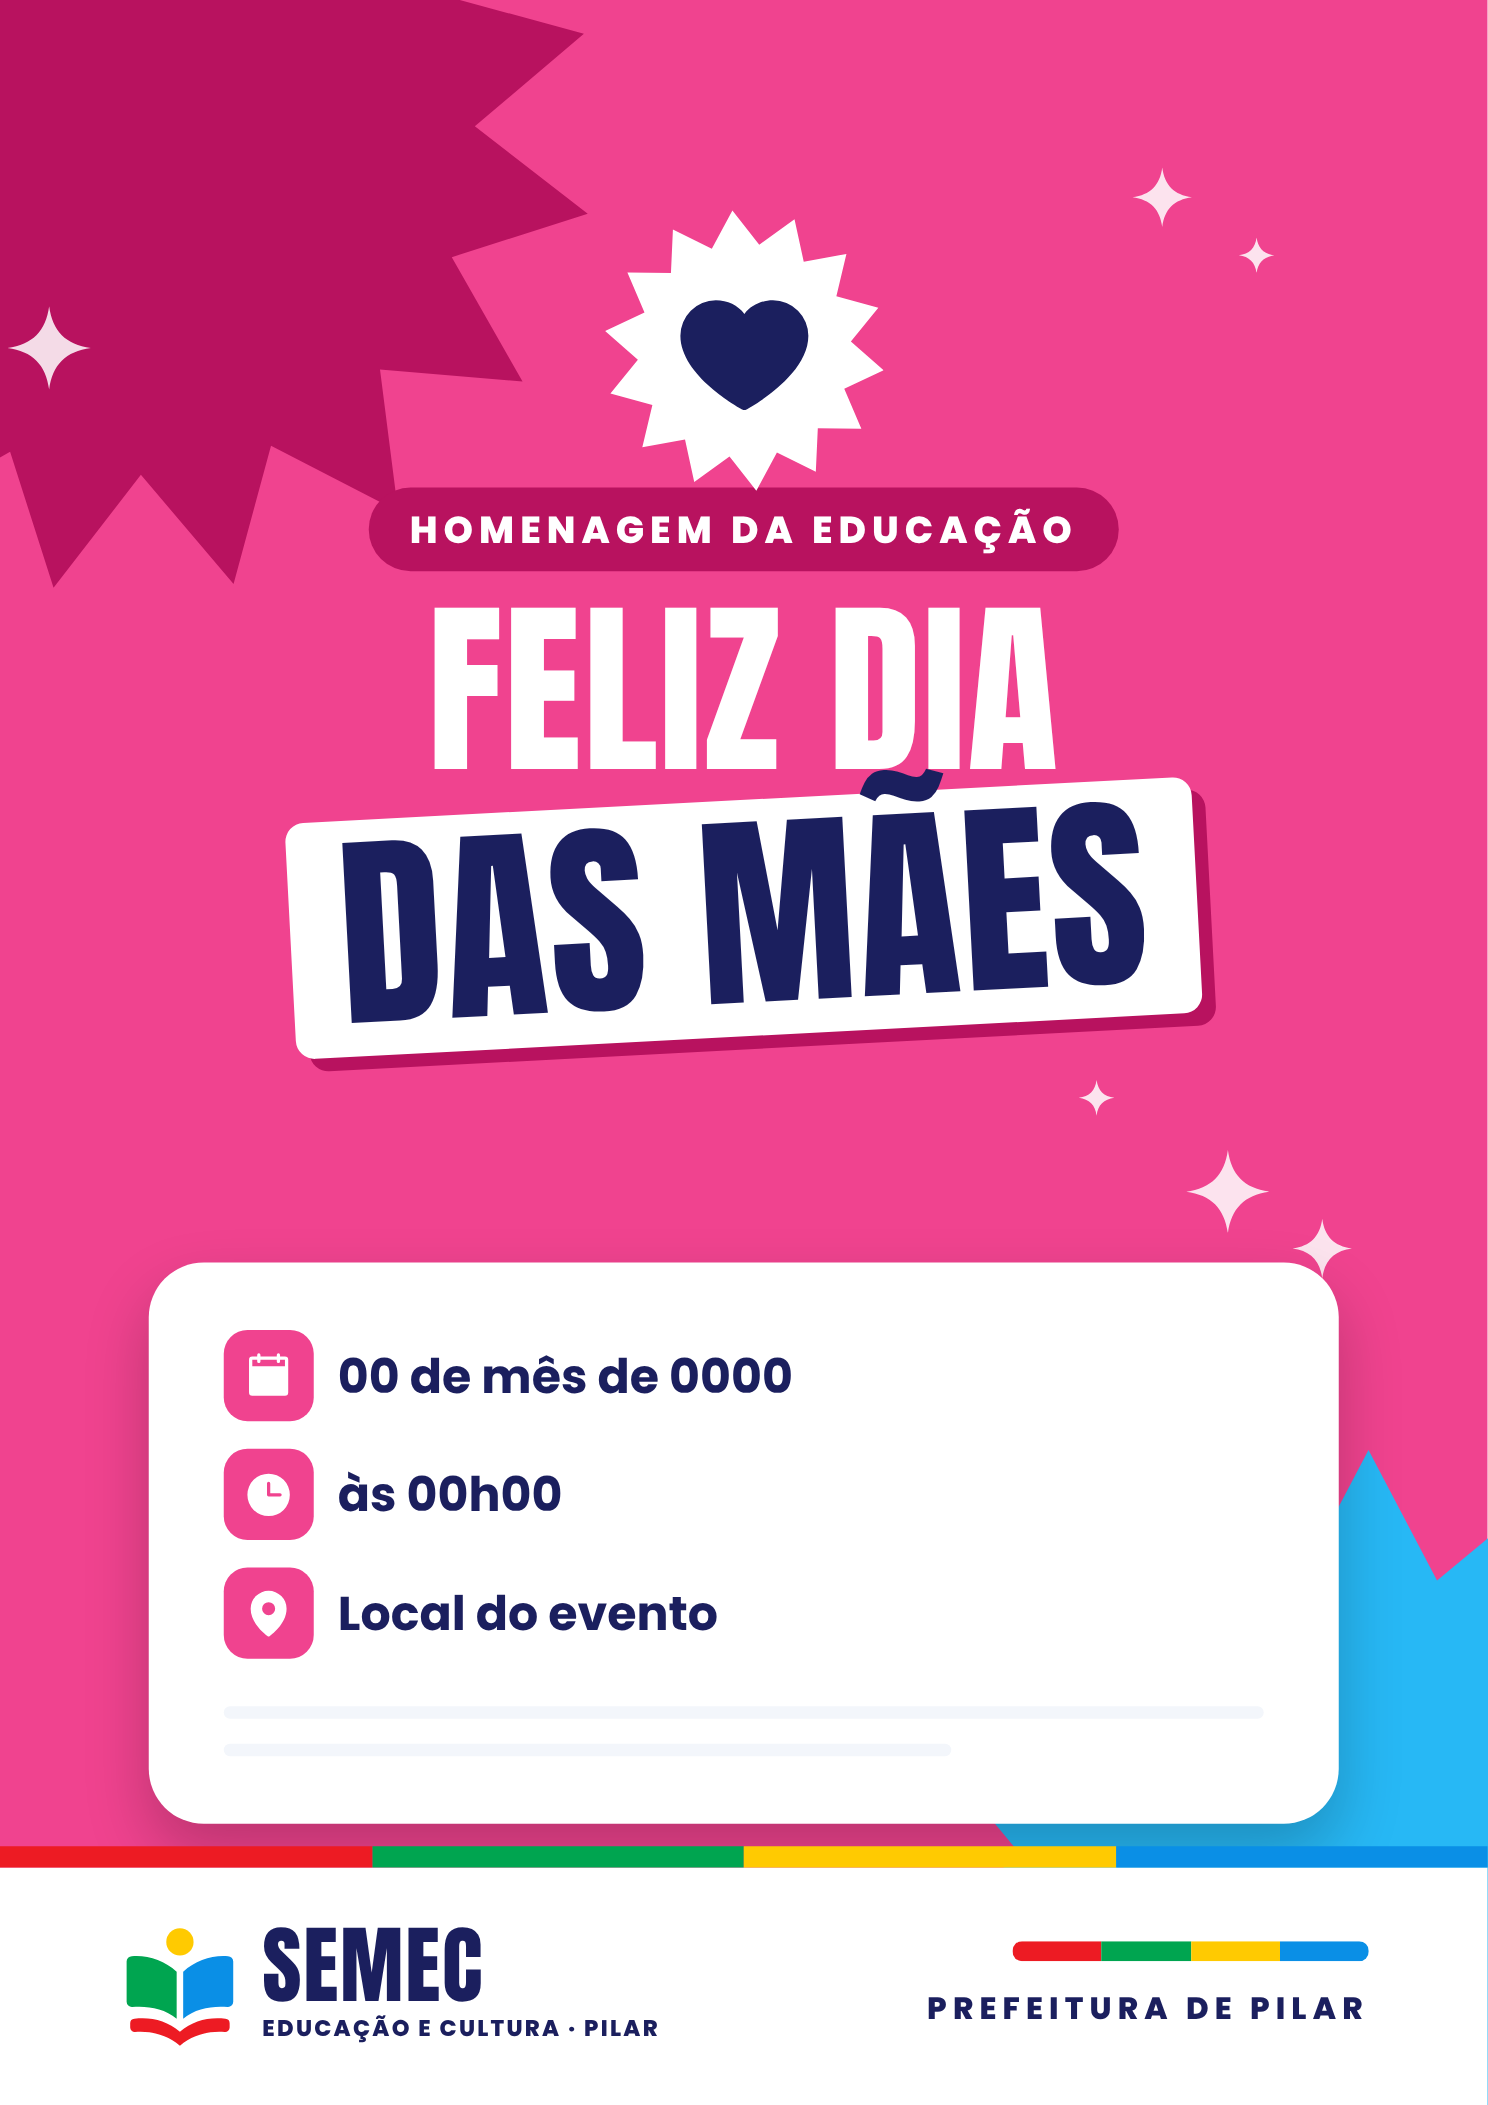 HOMENAGEM DA EDUCAÇÃO
FELIZ DIA
DAS MÃES
00 de mês de 0000
às 00h00
Local do evento
SEMEC
EDUCAÇÃO E CULTURA · PILAR
PREFEITURA DE PILAR